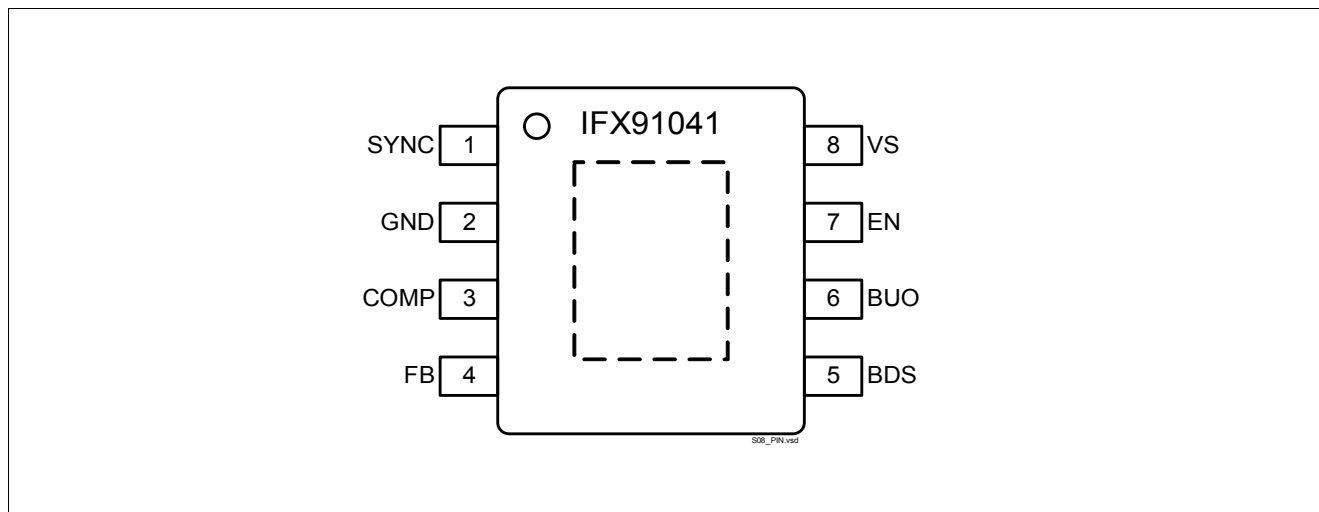 IFX91041
SYNC 1
8 VS
GND 2
7 EN
COMP 3
6 BUO
FB 4
5 BDS
S08_PIN.vsd